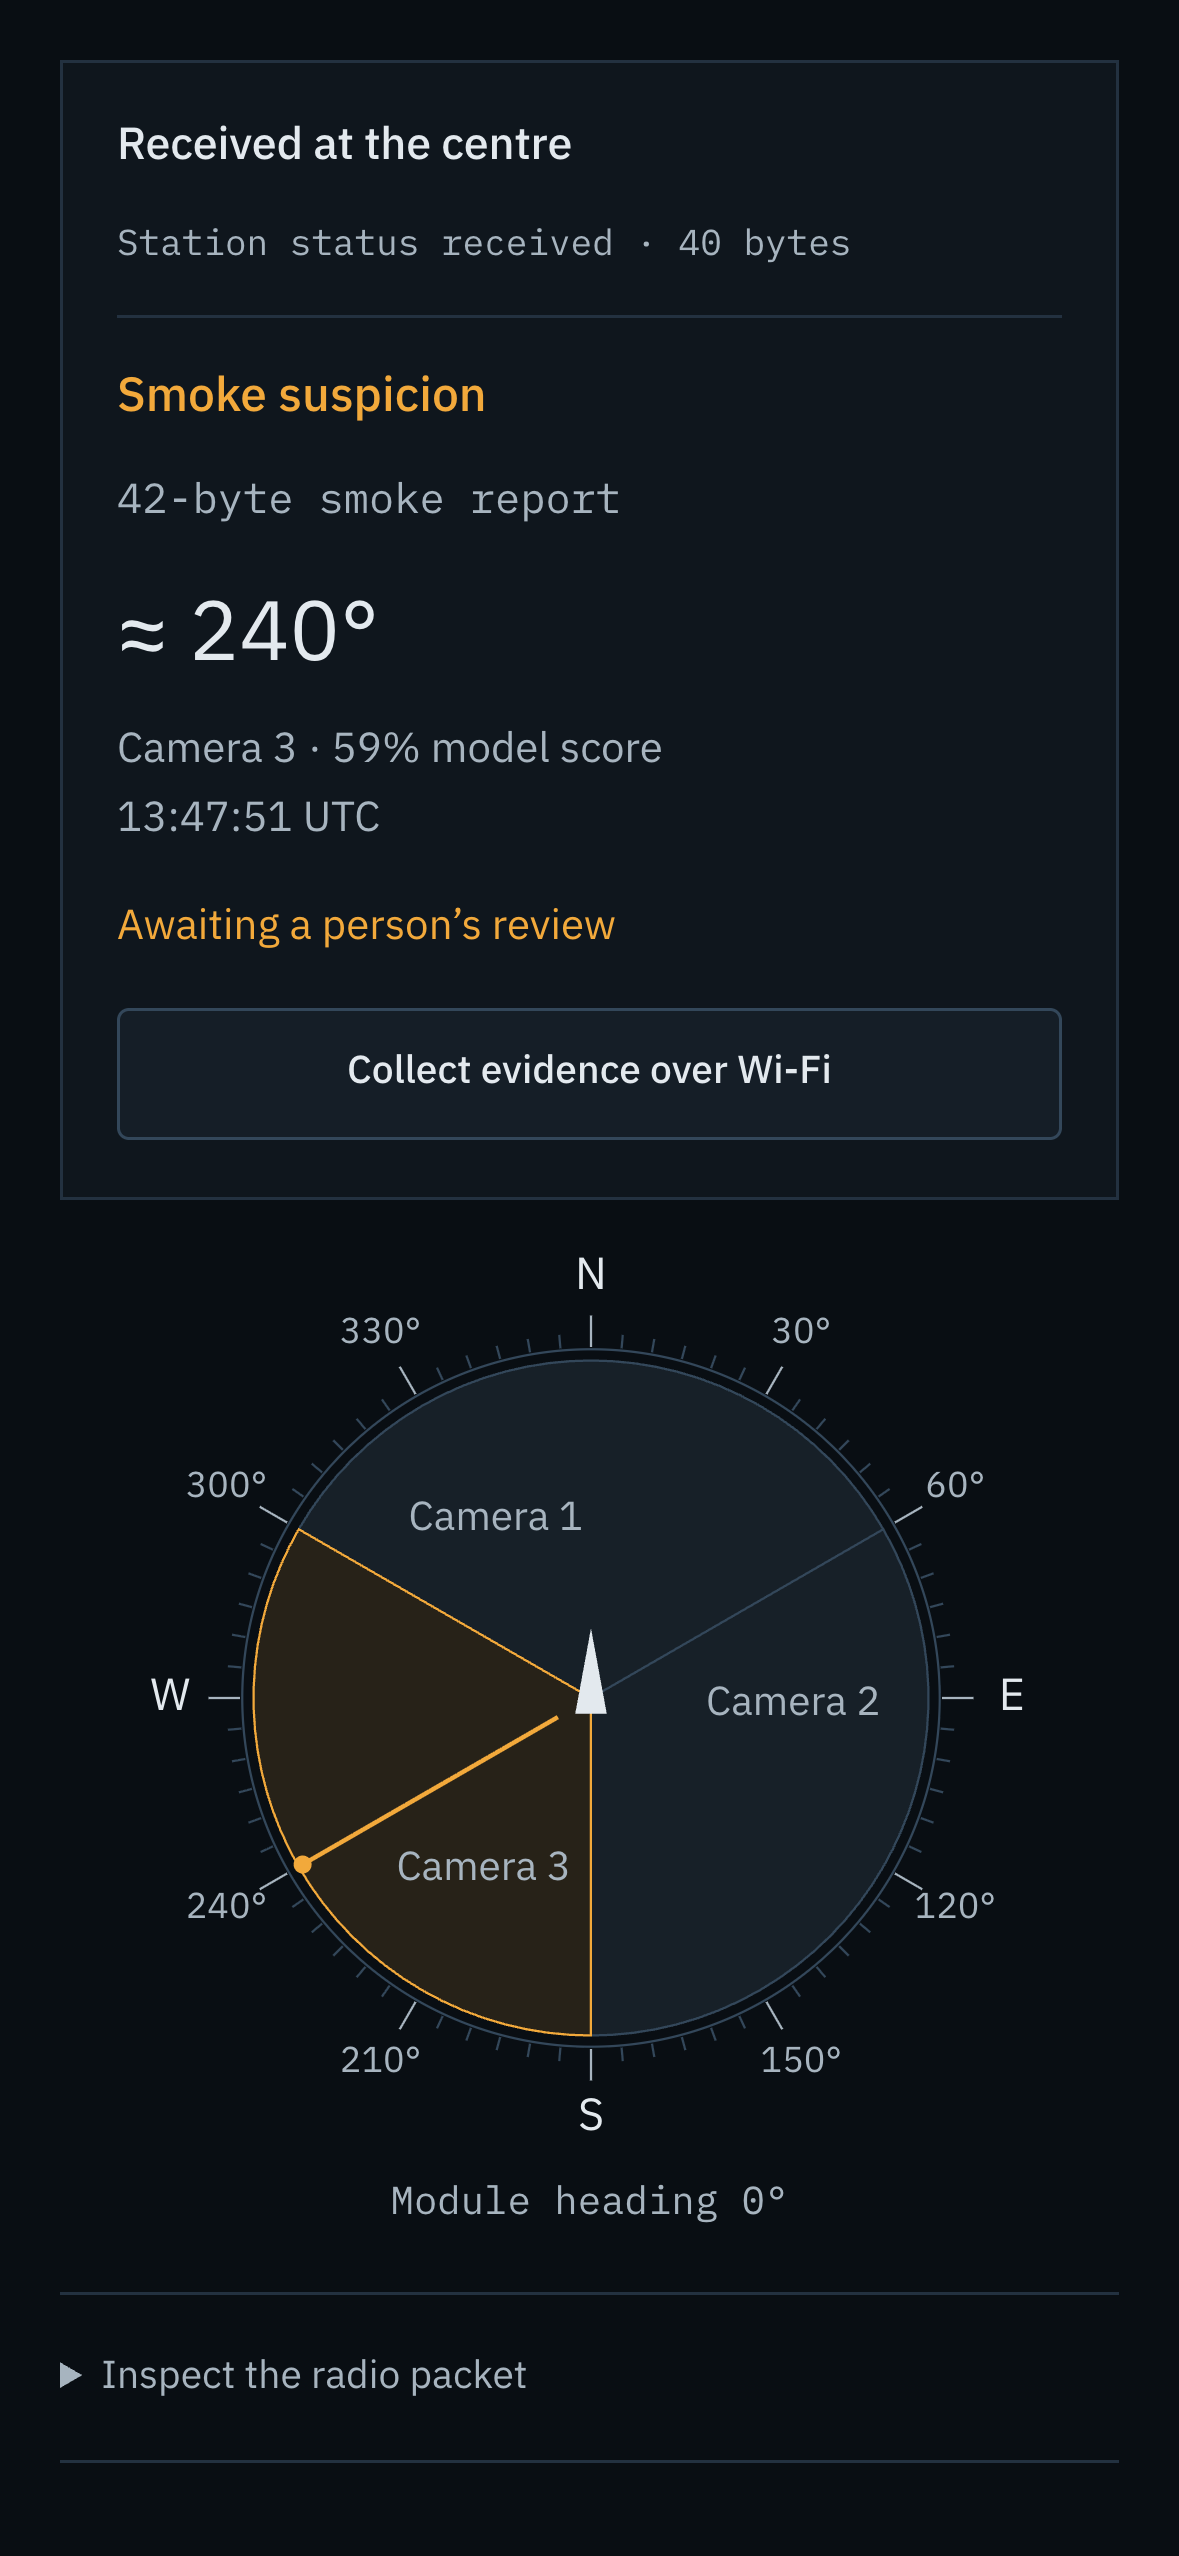 Received at the centre
Station status received · 40 bytes
Smoke suspicion
42-byte smoke report
≈ 240°
Camera 3 · 59% model score
13:47:51 UTC
Awaiting a person’s review
Collect evidence over Wi-Fi
N
330°
30°
300°
60°
Camera 1
W
Camera 2
E
Camera 3
240°
120°
210°
150°
S
Module heading 0°
Inspect the radio packet